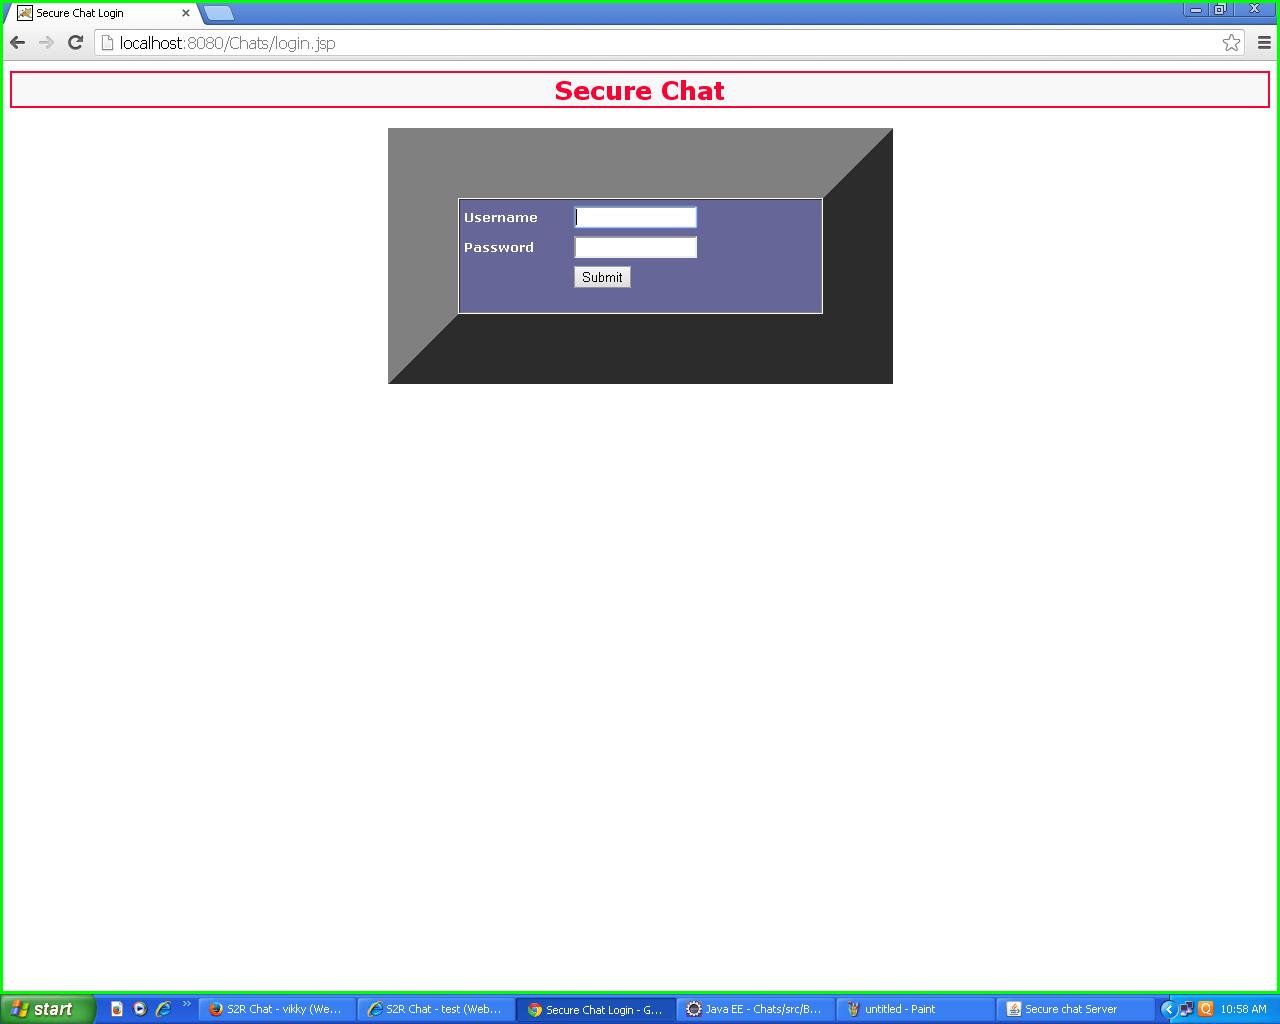 Secure Chat Login
localhost:8080/Chats/login.jsp
Secure Chat
Username
Password
Submit
start
S2R Chat - vikky (We...
S2R Chat - test (Web...
Secure Chat Login - G...
Java EE - Chats/src/B...
untitled - Paint
Secure chat Server
10:58 AM